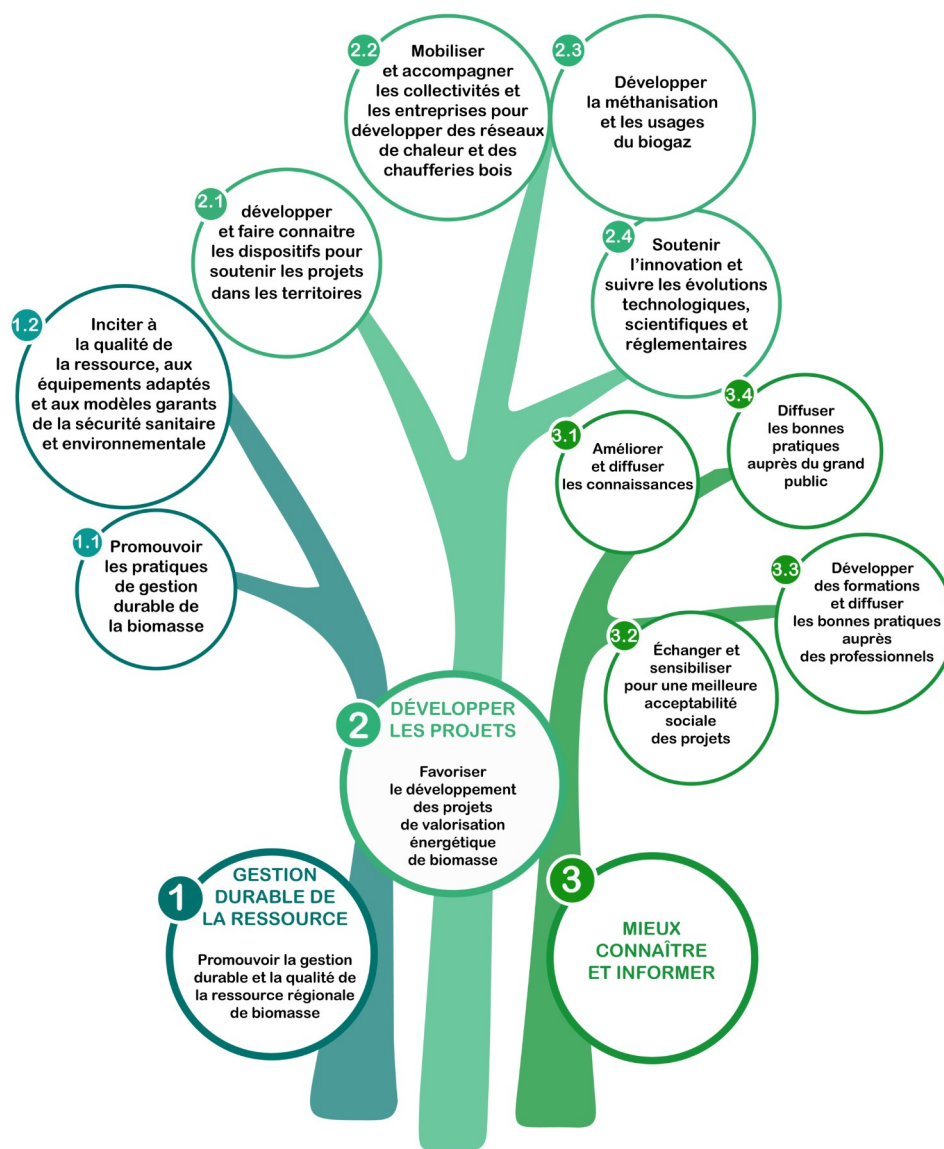 2.2
Mobiliser
et accompagner
les collectivités et
les entreprises pour
développer des réseaux
de chaleur et des
chaufferies bois
2.3
Développer
la méthanisation
et les usages
du biogaz
2.1
développer
et faire connaitre
les dispositifs pour
soutenir les projets
dans les territoires
2.4
Soutenir
l'innovation et
suivre les évolutions
technologiques,
scientifiques et
réglementaires
1.2
Inciter à
la qualité de
la ressource, aux
équipements adaptés
et aux modèles garants
de la sécurité sanitaire
et environnementale
3.4
Diffuser
les bonnes
pratiques
auprès du grand
public
3.1
Améliorer
et diffuser
les connaissances
1.1
Promouvoir
les pratiques
de gestion
durable de
la biomasse
3.3
Développer
des formations
et diffuser
les bonnes pratiques
auprès
des professionnels
3.2
Échanger et
sensibiliser
pour une meilleure
acceptabilité
sociale
des projets
2
DÉVELOPPER
LES PROJETS
Favoriser
le développement
des projets
de valorisation
énergétique
de biomasse
1
GESTION
DURABLE DE
LA RESSOURCE
Promouvoir la gestion
durable et la qualité de
la ressource régionale
de biomasse
3
MIEUX
CONNAÎTRE
ET INFORMER